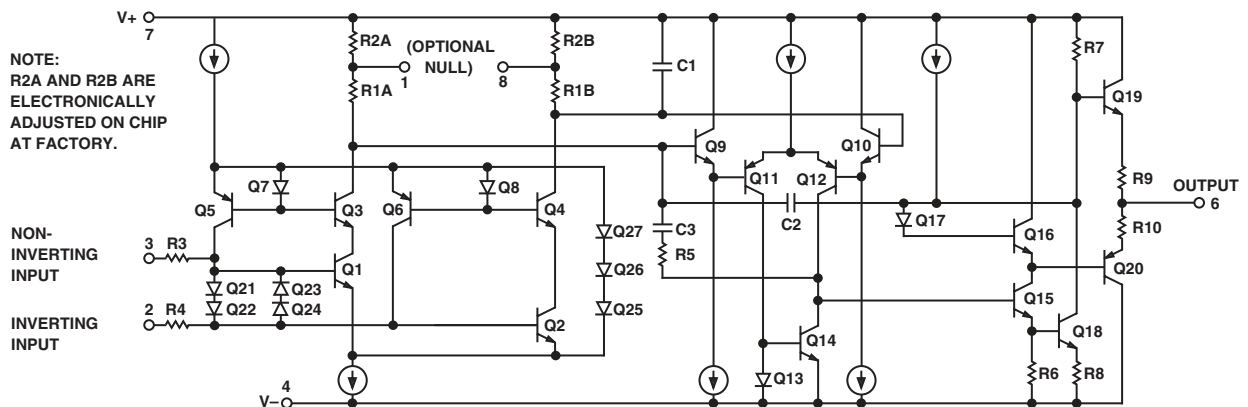 V+
7
NOTE:
R2A AND R2B ARE
ELECTRONICALLY
ADJUSTED ON CHIP
AT FACTORY.
R2A
(OPTIONAL
NULL)
R2B
1
8
R1A
R1B
C1
R7
Q19
Q9
Q10
Q11
Q12
Q7
Q8
Q5
Q3
Q6
Q4
R9
OUTPUT
6
R10
C3
C2
Q17
Q16
Q20
NON-
INVERTING
INPUT
3
R3
Q27
R5
Q1
Q26
Q21
Q23
Q22
Q24
Q25
Q15
INVERTING
INPUT
2
R4
Q2
Q14
Q18
Q13
R6
R8
V–
4